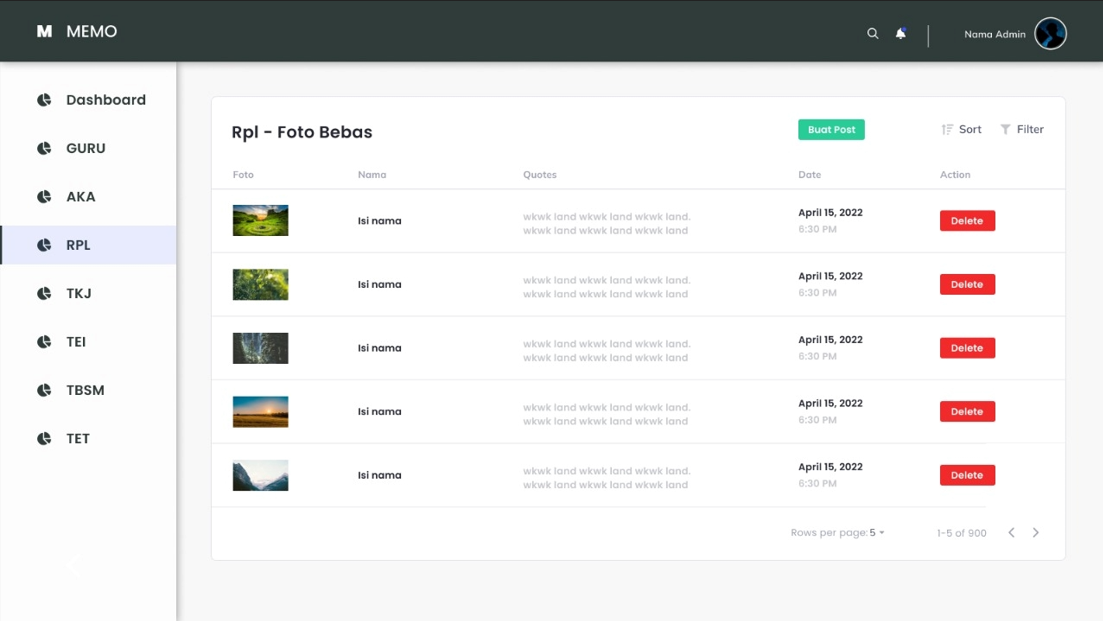 M MEMO
Nama Admin
Dashboard
GURU
AKA
RPL
TKJ
TEI
TBSM
TET
Rpl - Foto Bebas
Buat Post
Sort
Filter
Foto Nama Quotes Date Action
Isi nama
wkwk land wkwk land wkwk land.
wkwk land wkwk land wkwk land
April 15, 2022
6:30 PM
Delete
Isi nama
wkwk land wkwk land wkwk land.
wkwk land wkwk land wkwk land
April 15, 2022
6:30 PM
Delete
Isi nama
wkwk land wkwk land wkwk land.
wkwk land wkwk land wkwk land
April 15, 2022
6:30 PM
Delete
Isi nama
wkwk land wkwk land wkwk land.
wkwk land wkwk land wkwk land
April 15, 2022
6:30 PM
Delete
Isi nama
wkwk land wkwk land wkwk land.
wkwk land wkwk land wkwk land
April 15, 2022
6:30 PM
Delete
Rows per page: 5
1-5 of 900